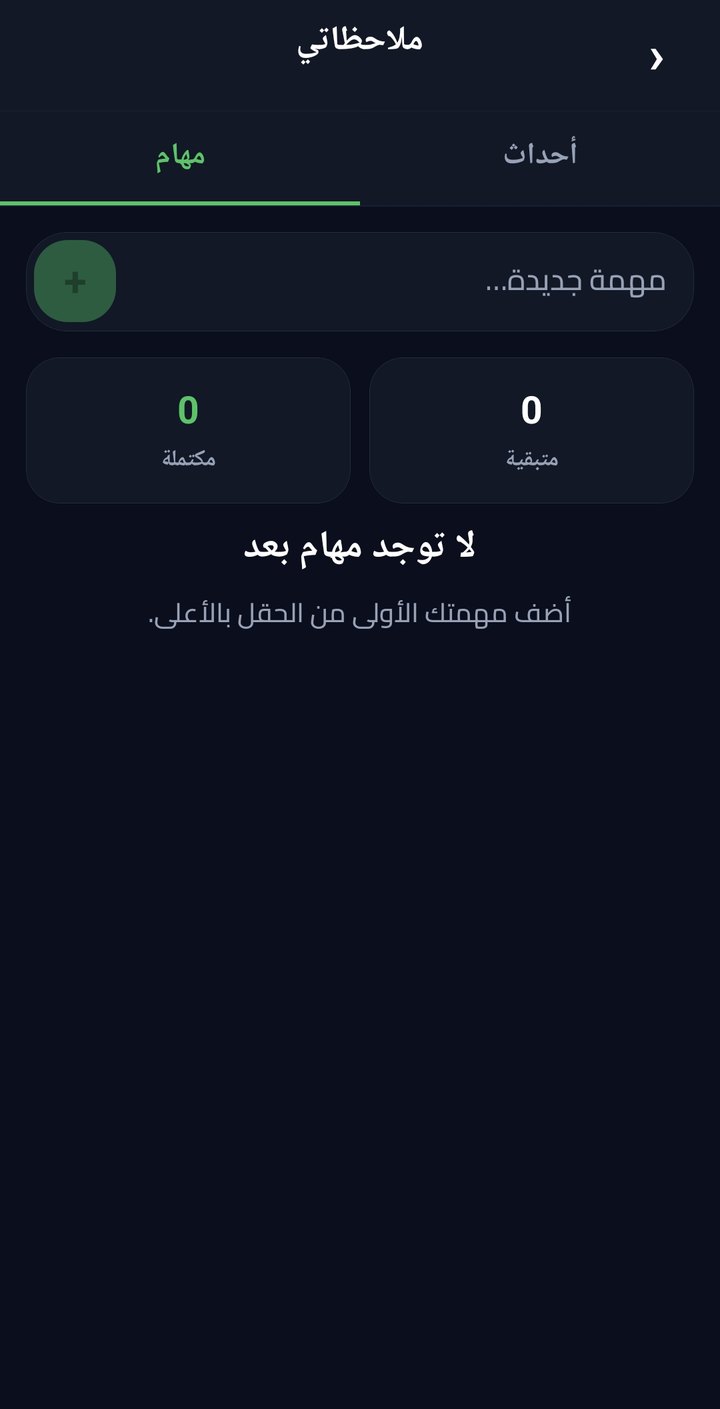 ملاحظاتي
أحداث
مهام
مهمة جديدة...
+
0
متبقية
0
مكتملة
لا توجد مهام بعد
أضف مهمتك الأولى من الحقل بالأعلى.